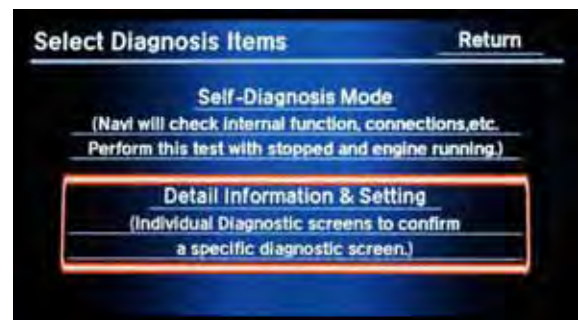 Select Diagnosis Items
Return
Self-Diagnosis Mode
(Navi will check internal function, connections,etc.
Perform this test with stopped and engine running.)
Detail Information & Setting
(Individual Diagnostic screens to confirm
a specific diagnostic screen.)